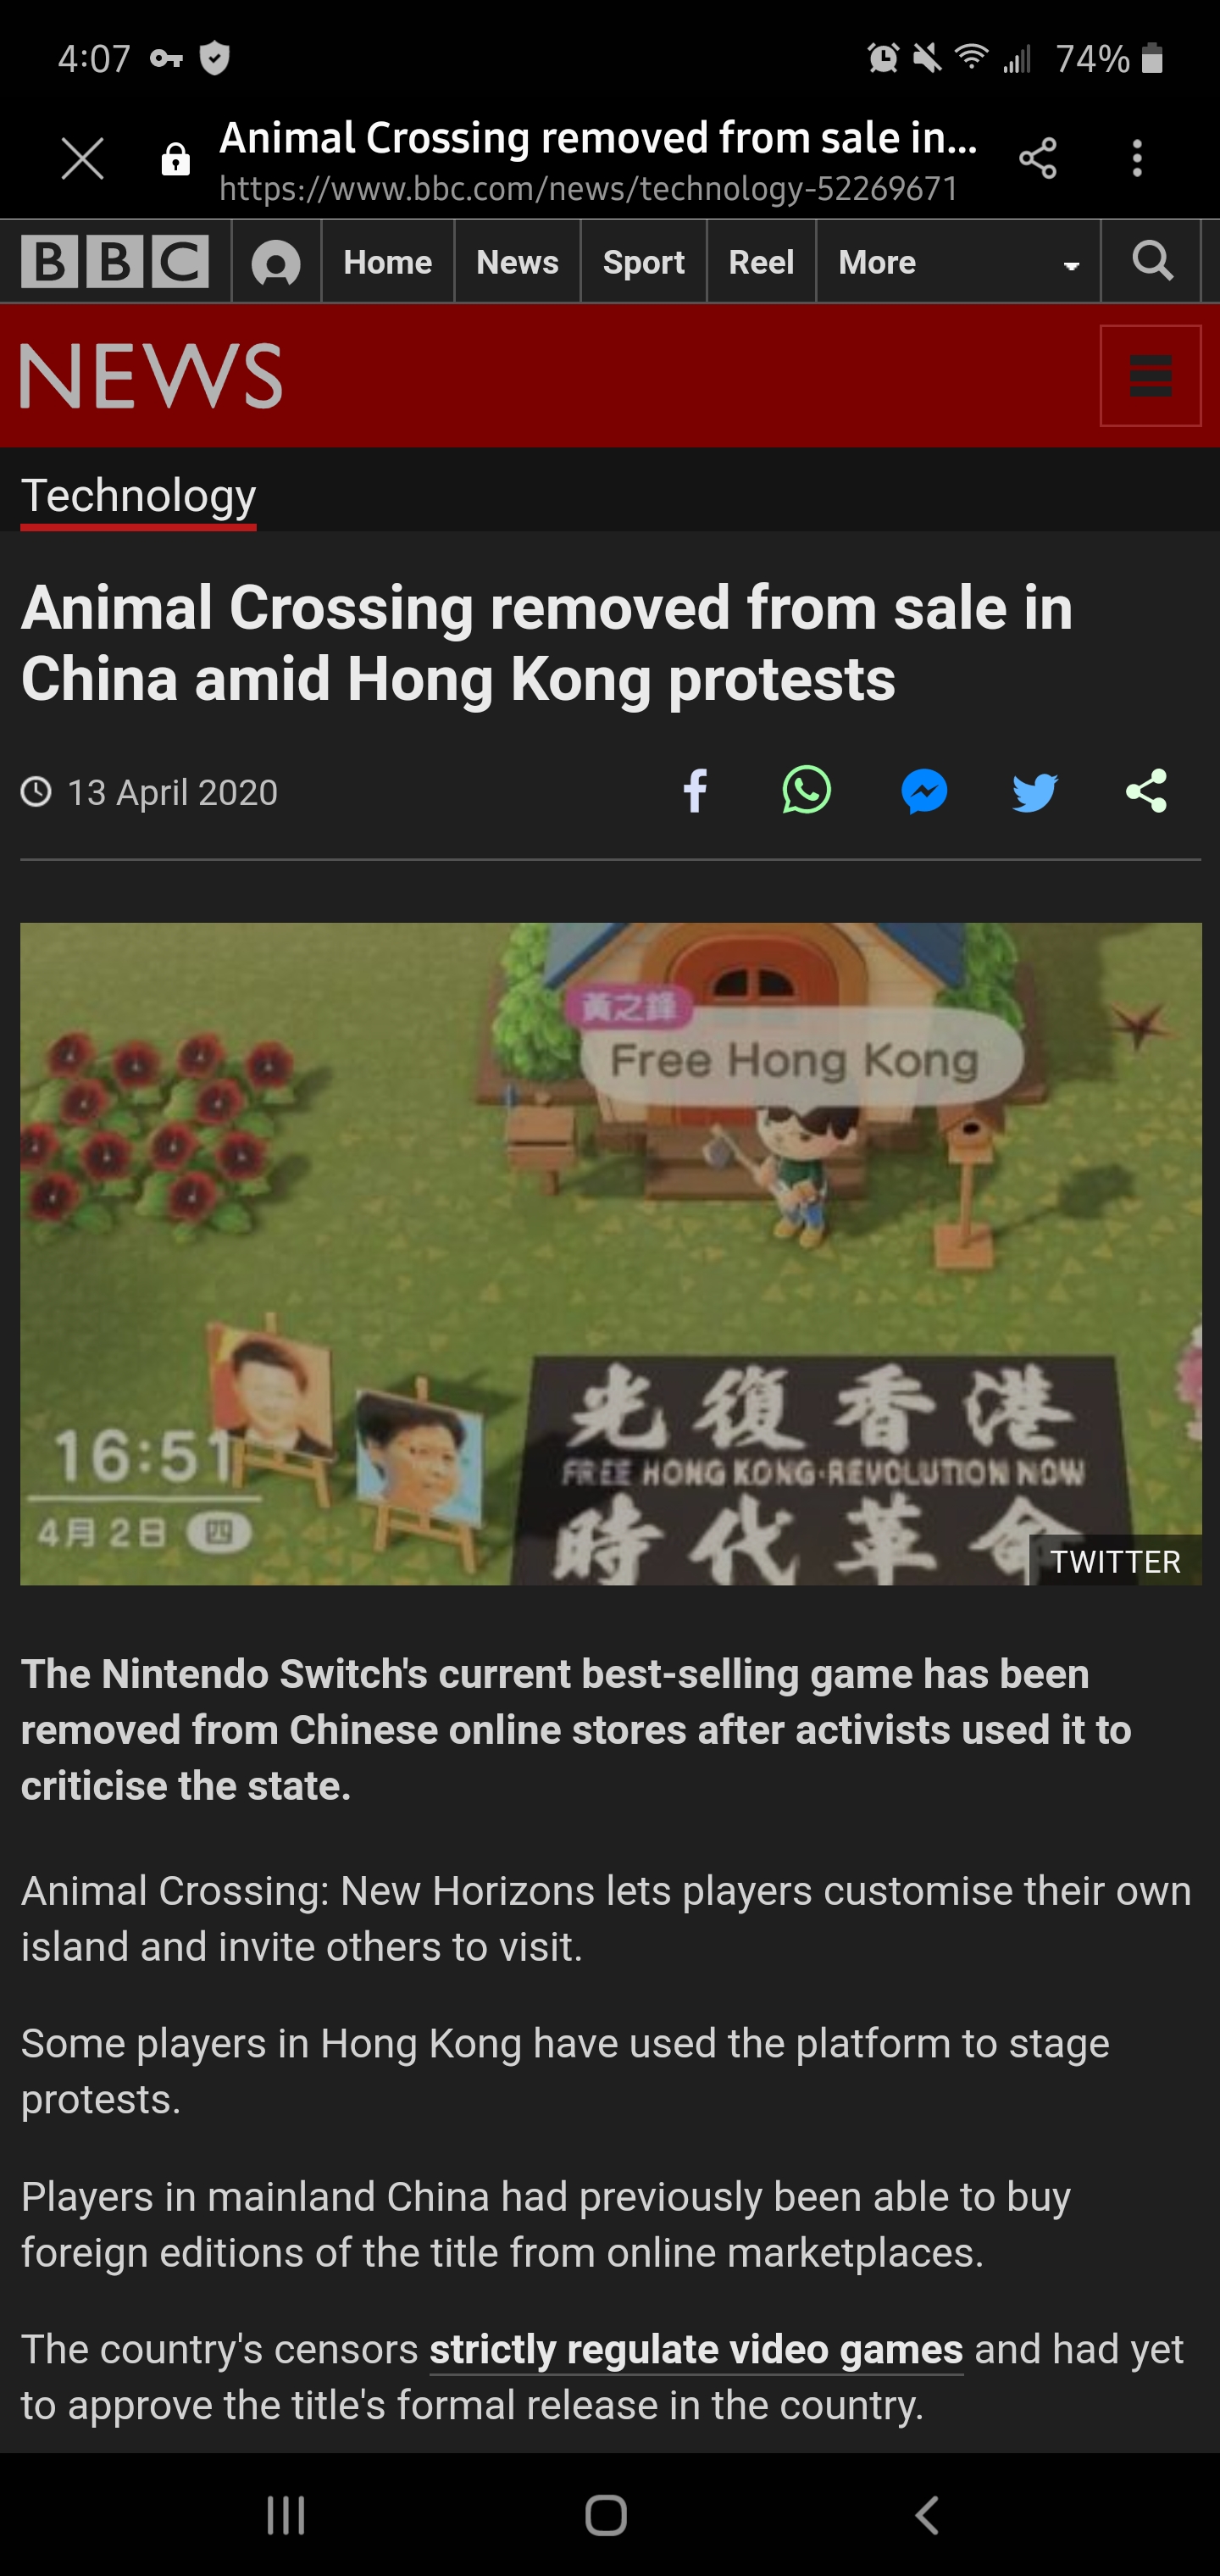 4:07
74%
Animal Crossing removed from sale in...
https://www.bbc.com/news/technology-52269671
BBC
Home
News
Sport
Reel
More
NEWS
Technology
Animal Crossing removed from sale in
China amid Hong Kong protests
13 April 2020
黃之鋒
Free Hong Kong
光復香港
FREE HONG KONG·REVOLUTION NOW
時代革命
16:51
4月2日 四
TWITTER
The Nintendo Switch's current best-selling game has been
removed from Chinese online stores after activists used it to
criticise the state.
Animal Crossing: New Horizons lets players customise their own
island and invite others to visit.
Some players in Hong Kong have used the platform to stage
protests.
Players in mainland China had previously been able to buy
foreign editions of the title from online marketplaces.
The country's censors strictly regulate video games and had yet
to approve the title's formal release in the country.